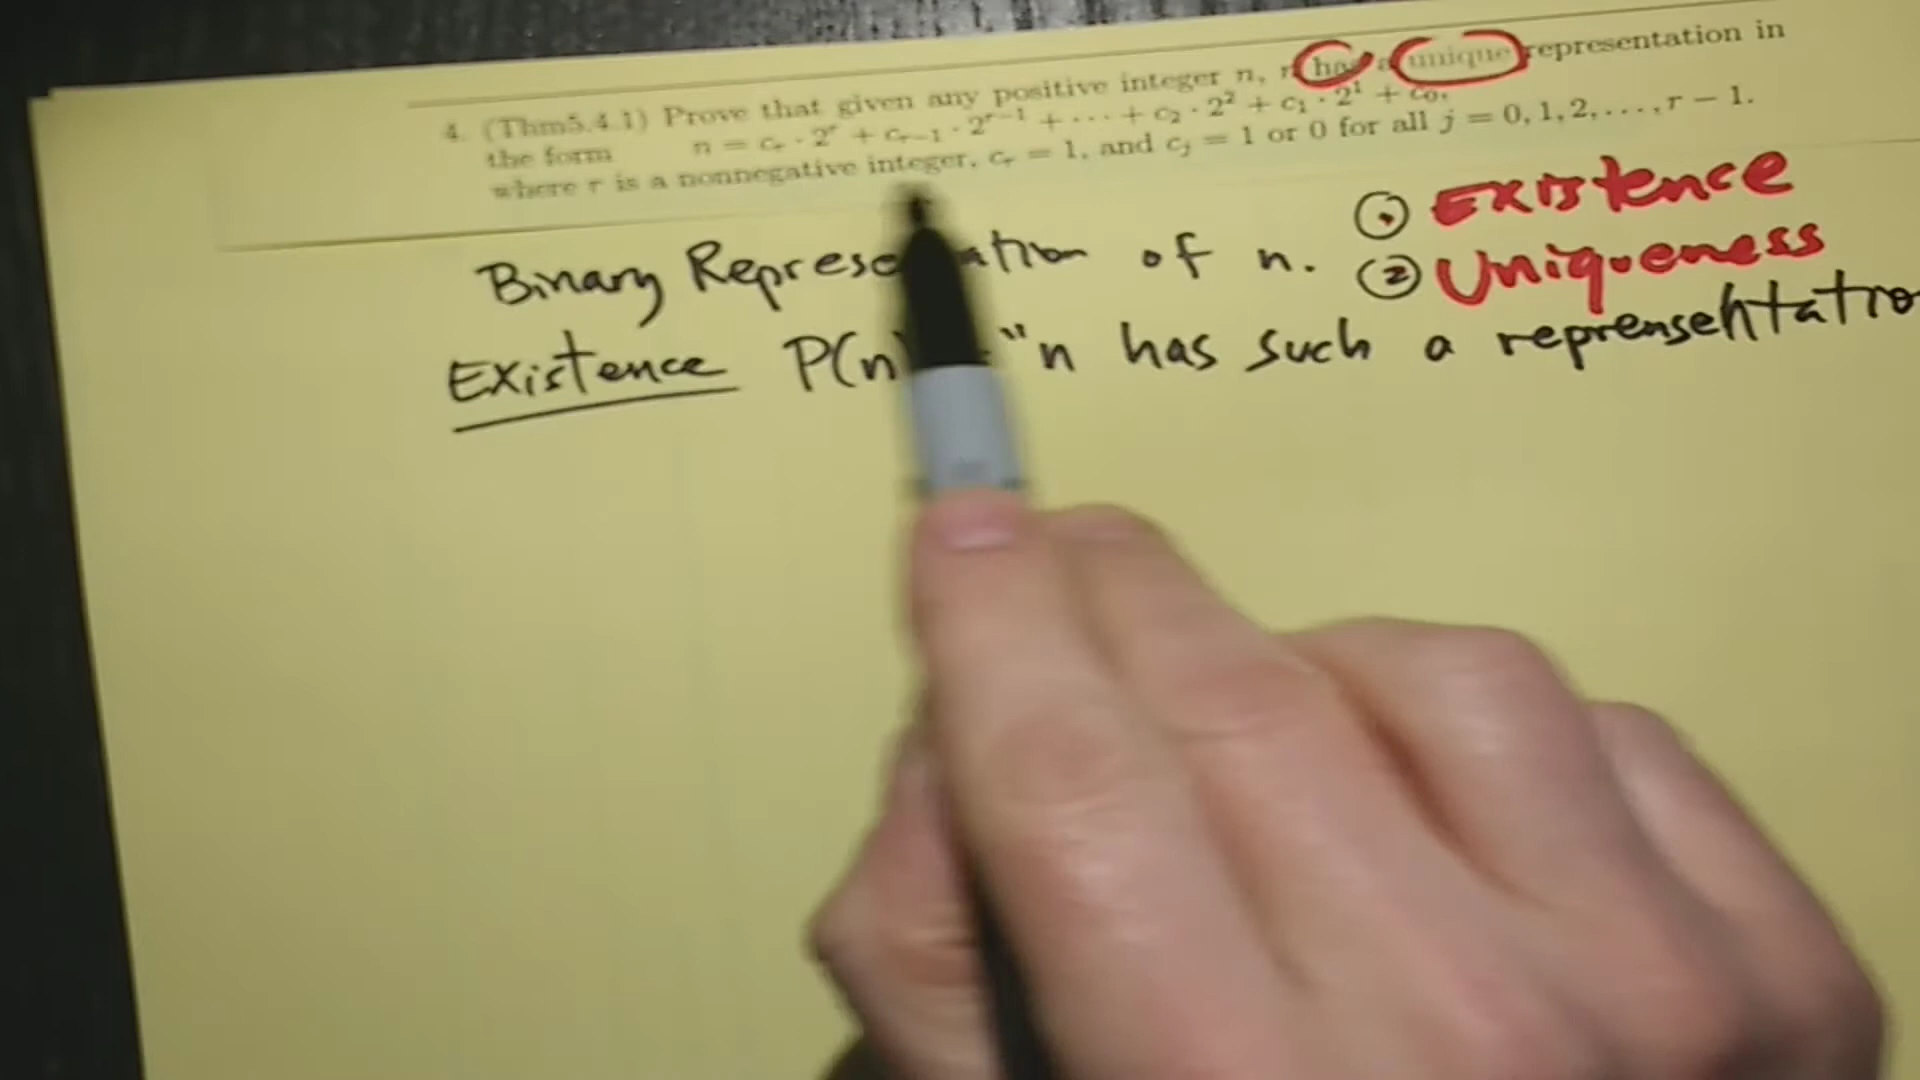 4. (Thm5.4.1) Prove that given any positive integer n, n has a unique representation in
the form n = c_r · 2^r + c_{r−1} · 2^{r−1} + · · · + c_2 · 2^2 + c_1 · 2^1 + c_0,
where r is a nonnegative integer, c_r = 1, and c_j = 1 or 0 for all j = 0, 1, 2, . . . , r − 1.
Binary Representation of n. ① Existence
② Uniqueness
Existence P(n) "n has such a reprensehtatio